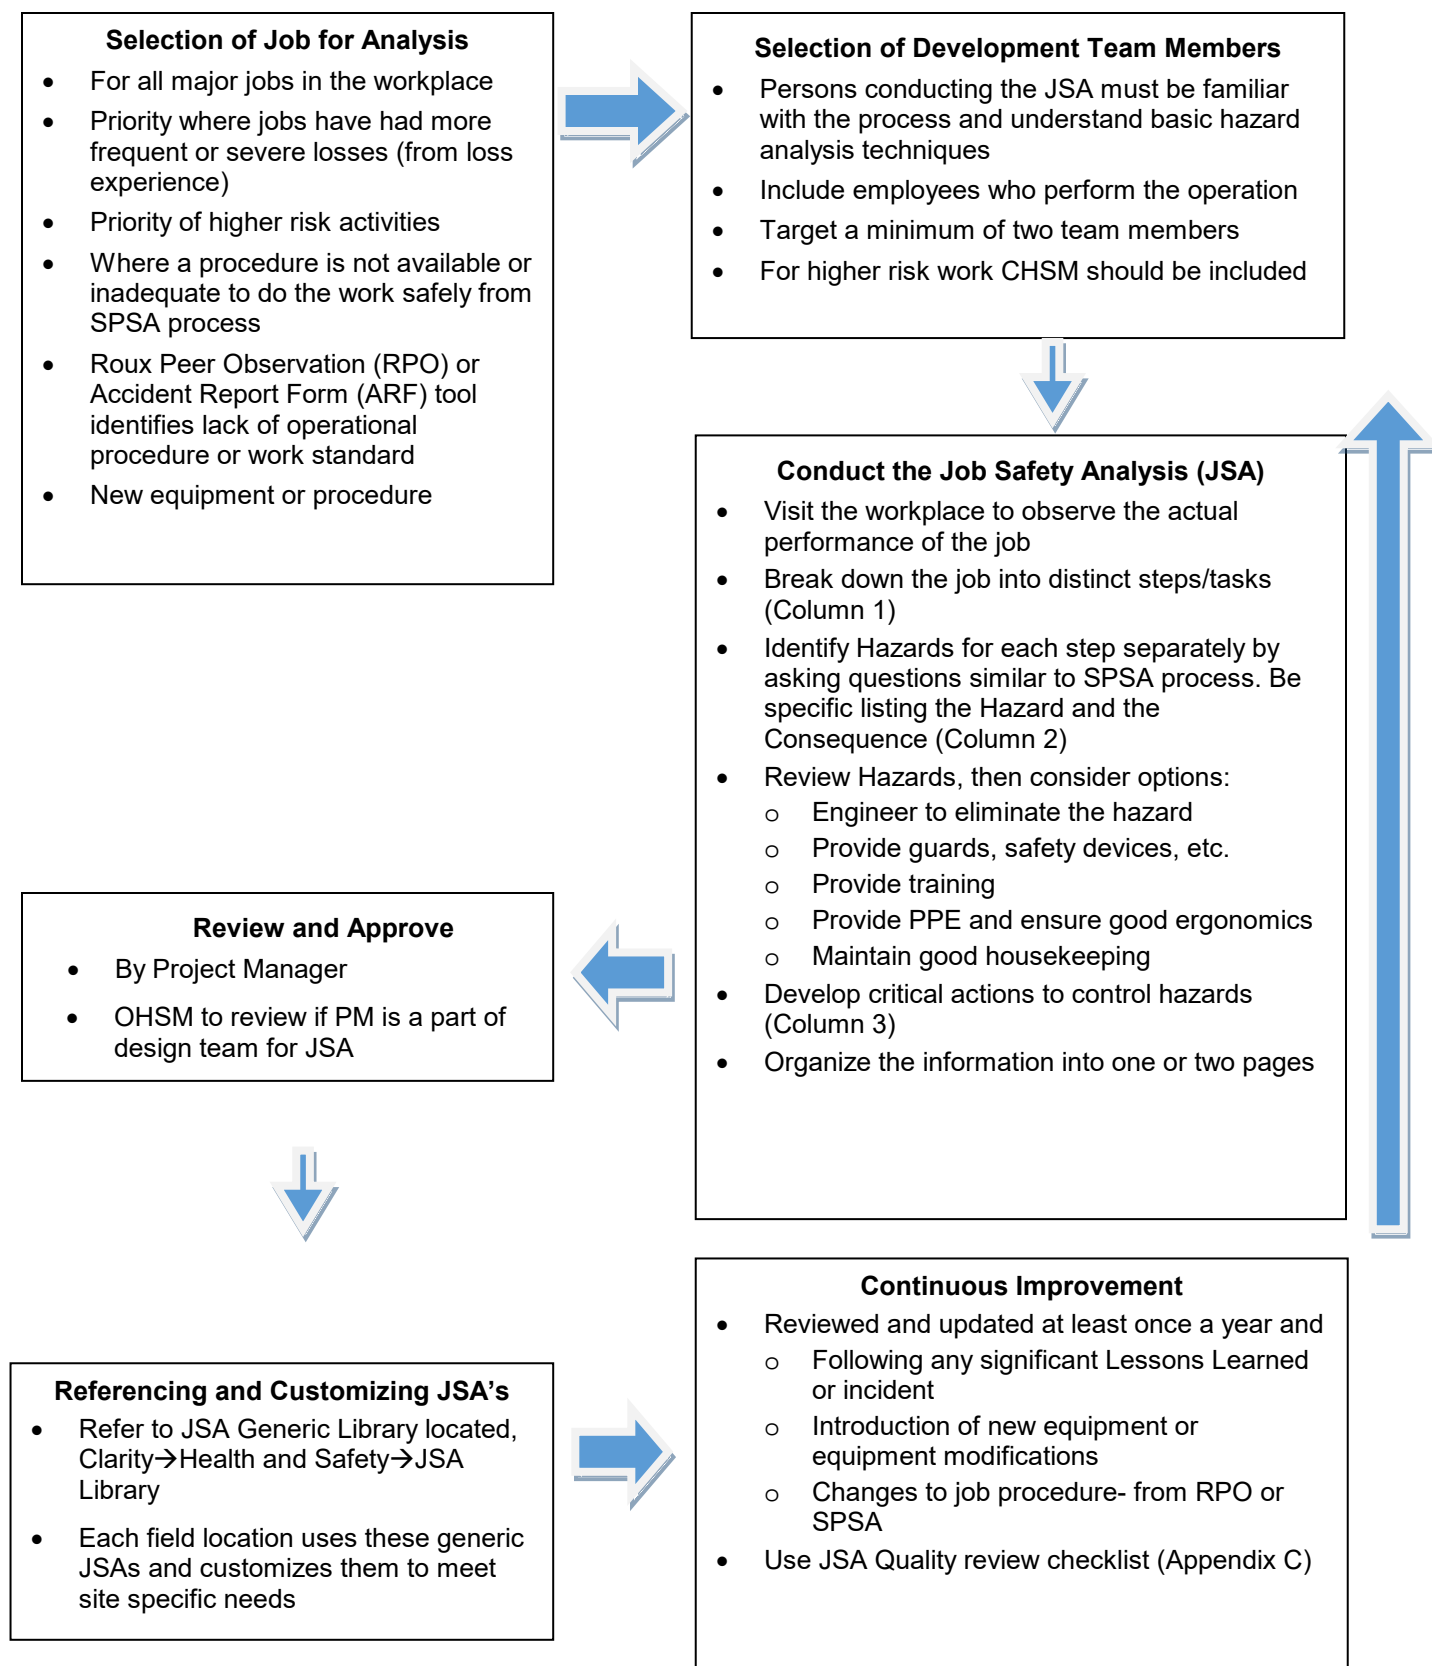 Selection of Job for Analysis
• For all major jobs in the workplace
• Priority where jobs have had more
frequent or severe losses (from loss
experience)
• Priority of higher risk activities
• Where a procedure is not available or
inadequate to do the work safely from
SPSA process
• Roux Peer Observation (RPO) or
Accident Report Form (ARF) tool
identifies lack of operational
procedure or work standard
• New equipment or procedure
Selection of Development Team Members
• Persons conducting the JSA must be familiar
with the process and understand basic hazard
analysis techniques
• Include employees who perform the operation
• Target a minimum of two team members
• For higher risk work CHSM should be included
Conduct the Job Safety Analysis (JSA)
• Visit the workplace to observe the actual
performance of the job
• Break down the job into distinct steps/tasks
(Column 1)
• Identify Hazards for each step separately by
asking questions similar to SPSA process. Be
specific listing the Hazard and the
Consequence (Column 2)
• Review Hazards, then consider options:
o Engineer to eliminate the hazard
o Provide guards, safety devices, etc.
o Provide training
o Provide PPE and ensure good ergonomics
o Maintain good housekeeping
• Develop critical actions to control hazards
(Column 3)
• Organize the information into one or two pages
Review and Approve
• By Project Manager
• OHSM to review if PM is a part of
design team for JSA
Referencing and Customizing JSA’s
• Refer to JSA Generic Library located,
Clarity→Health and Safety→JSA
Library
• Each field location uses these generic
JSAs and customizes them to meet
site specific needs
Continuous Improvement
• Reviewed and updated at least once a year and
o Following any significant Lessons Learned
or incident
o Introduction of new equipment or
equipment modifications
o Changes to job procedure- from RPO or
SPSA
• Use JSA Quality review checklist (Appendix C)